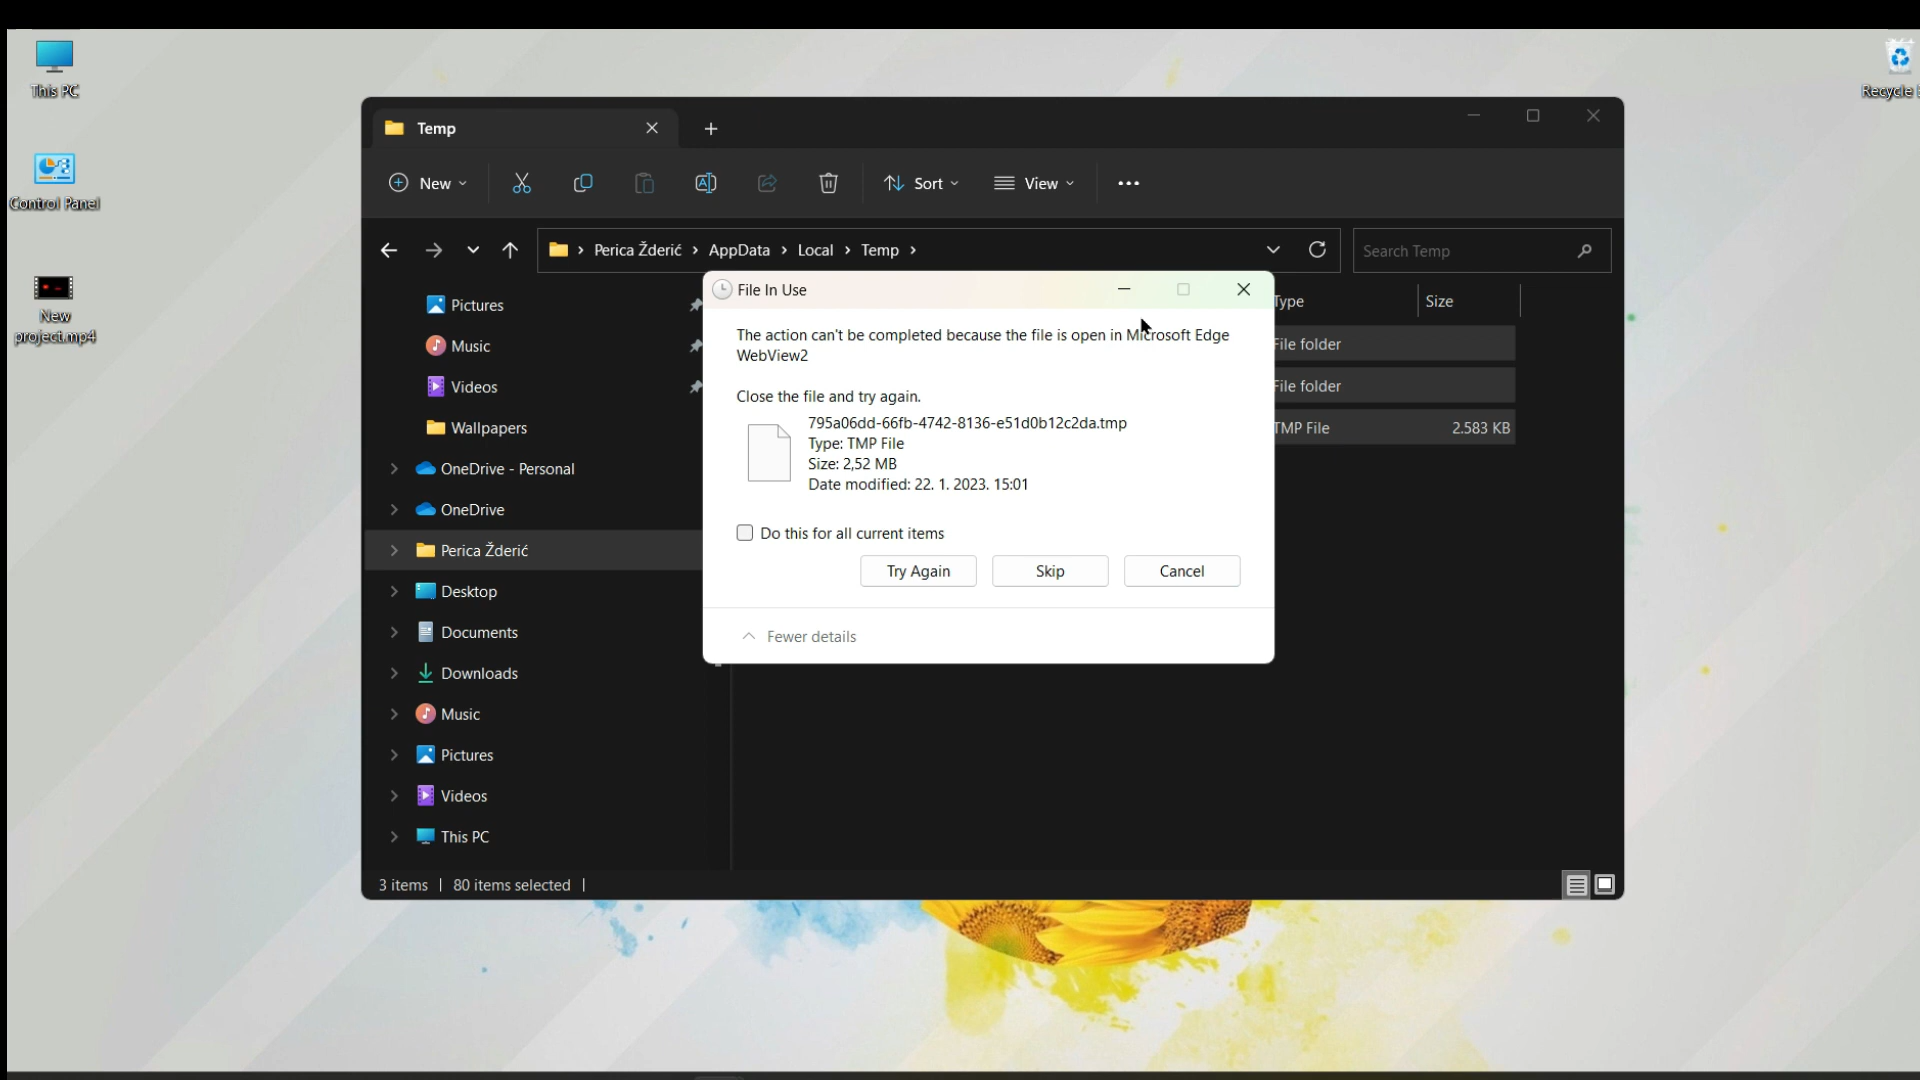 This PC
Control Panel
New
project.mp4
Recycle
Temp
New
Sort
View
Perica Žderić
AppData
Local
Temp
Search Temp
Pictures
Music
Videos
Wallpapers
OneDrive - Personal
OneDrive
Perica Žderić
Desktop
Documents
Downloads
Music
Pictures
Videos
This PC
File In Use
The action can't be completed because the file is open in Microsoft Edge
WebView2
Close the file and try again.
795a06dd-66fb-4742-8136-e51d0b12c2da.tmp
Type: TMP File
Size: 2,52 MB
Date modified: 22. 1. 2023. 15:01
Do this for all current items
Try Again
Skip
Cancel
Fewer details
Type
Size
File folder
File folder
TMP File
2.583 KB
3 items
80 items selected